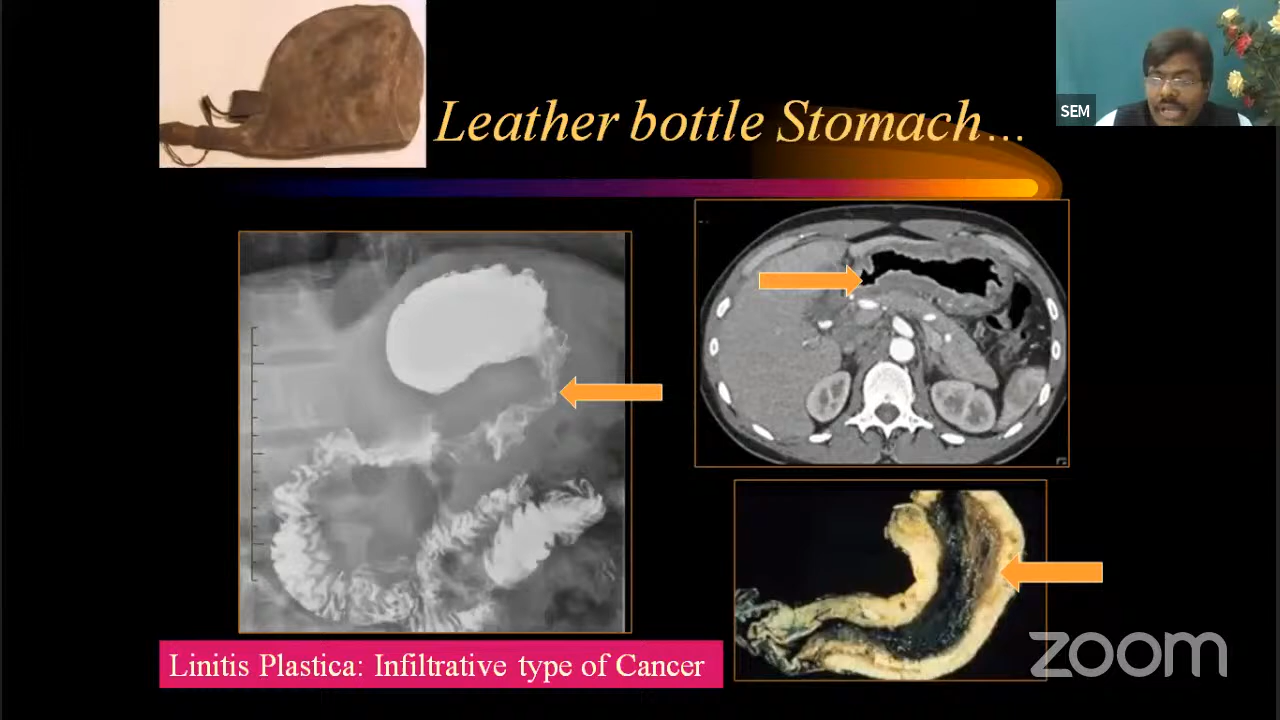 Leather bottle Stomach...
SEM
Linitis Plastica: Infiltrative type of Cancer
zoom